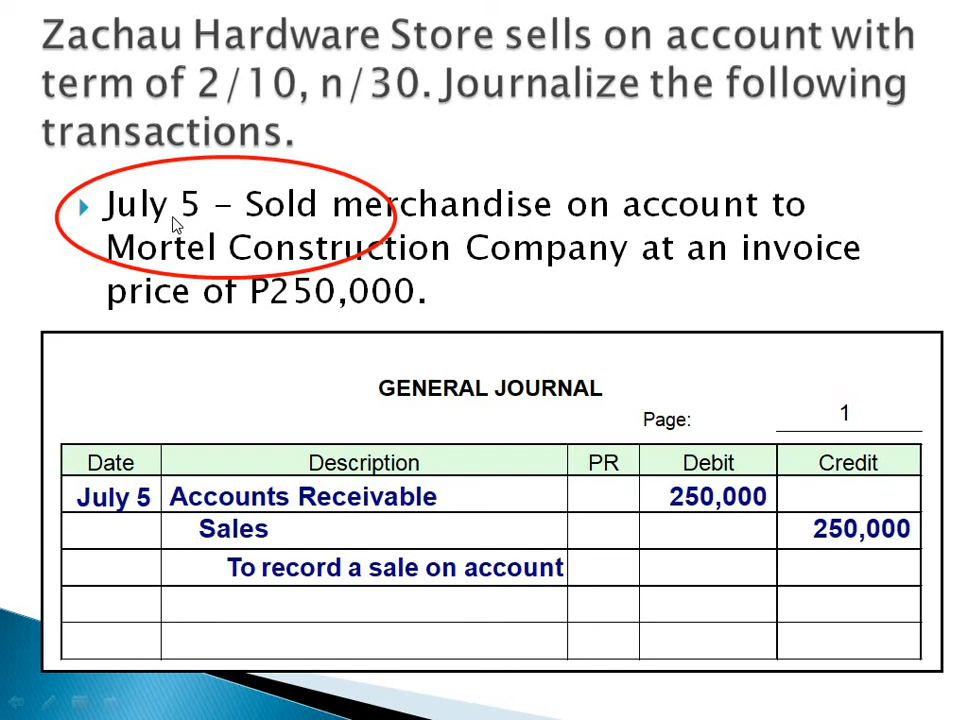 Zachau Hardware Store sells on account with
term of 2/10, n/30. Journalize the following
transactions.
July 5 – Sold merchandise on account to
Mortel Construction Company at an invoice
price of P250,000.
GENERAL JOURNAL
Page: 1
Date Description PR Debit Credit
July 5 Accounts Receivable 250,000
Sales 250,000
To record a sale on account